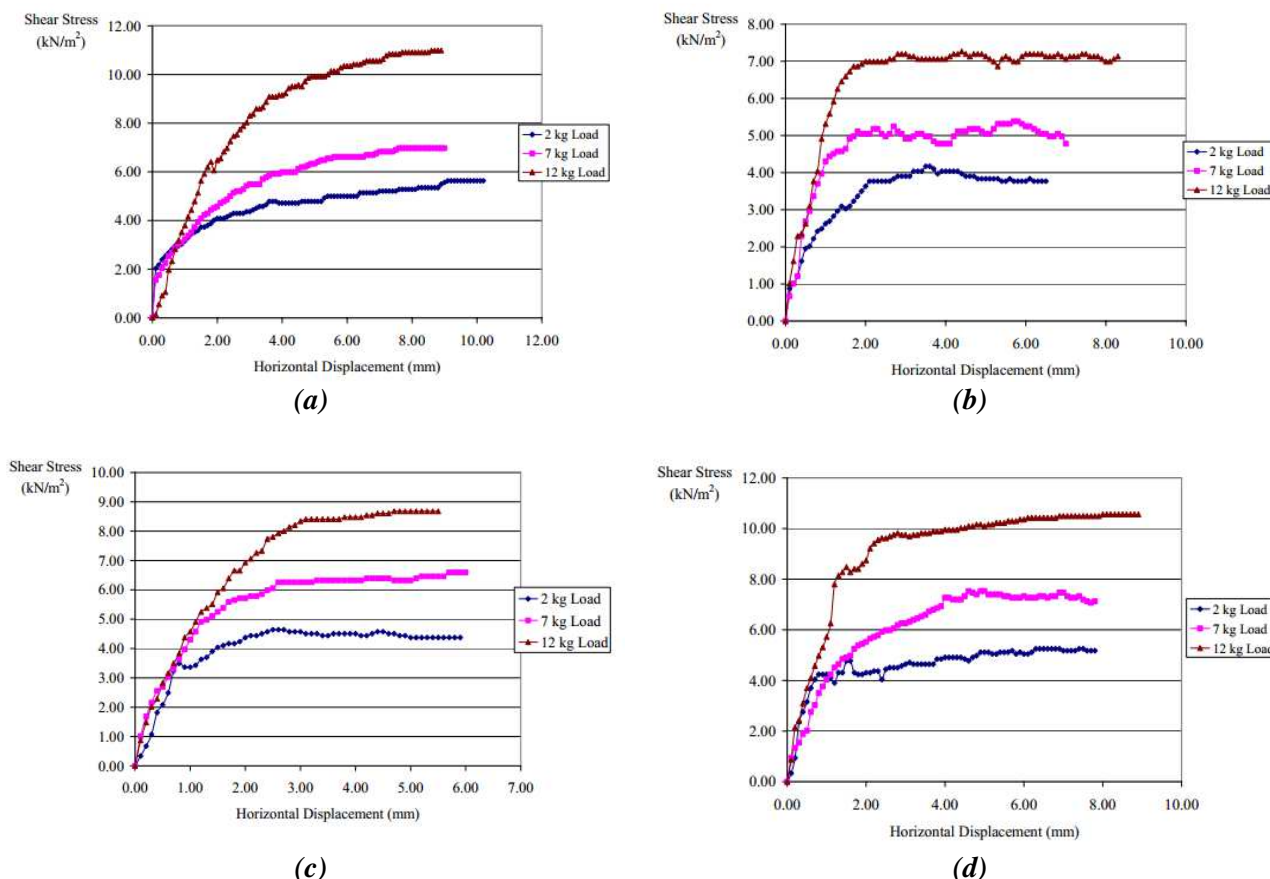 Shear Stress
(kN/m²)
12.00
10.00
8.00
6.00
4.00
2.00
0.00
0.00 2.00 4.00 6.00 8.00 10.00 12.00
Horizontal Displacement (mm)
2 kg Load
7 kg Load
12 kg Load
(a)
Shear Stress
(kN/m²)
8.00
7.00
6.00
5.00
4.00
3.00
2.00
1.00
0.00
0.00 2.00 4.00 6.00 8.00 10.00
Horizontal Displacement (mm)
2 kg Load
7 kg Load
12 kg Load
(b)
Shear Stress
(kN/m²)
10.00
9.00
8.00
7.00
6.00
5.00
4.00
3.00
2.00
1.00
0.00
0.00 1.00 2.00 3.00 4.00 5.00 6.00 7.00
Horizontal Displacement (mm)
2 kg Load
7 kg Load
12 kg Load
(c)
Shear Stress
(kN/m²)
12.00
10.00
8.00
6.00
4.00
2.00
0.00
0.00 2.00 4.00 6.00 8.00 10.00
Horizontal Displacement (mm)
2 kg Load
7 kg Load
12 kg Load
(d)